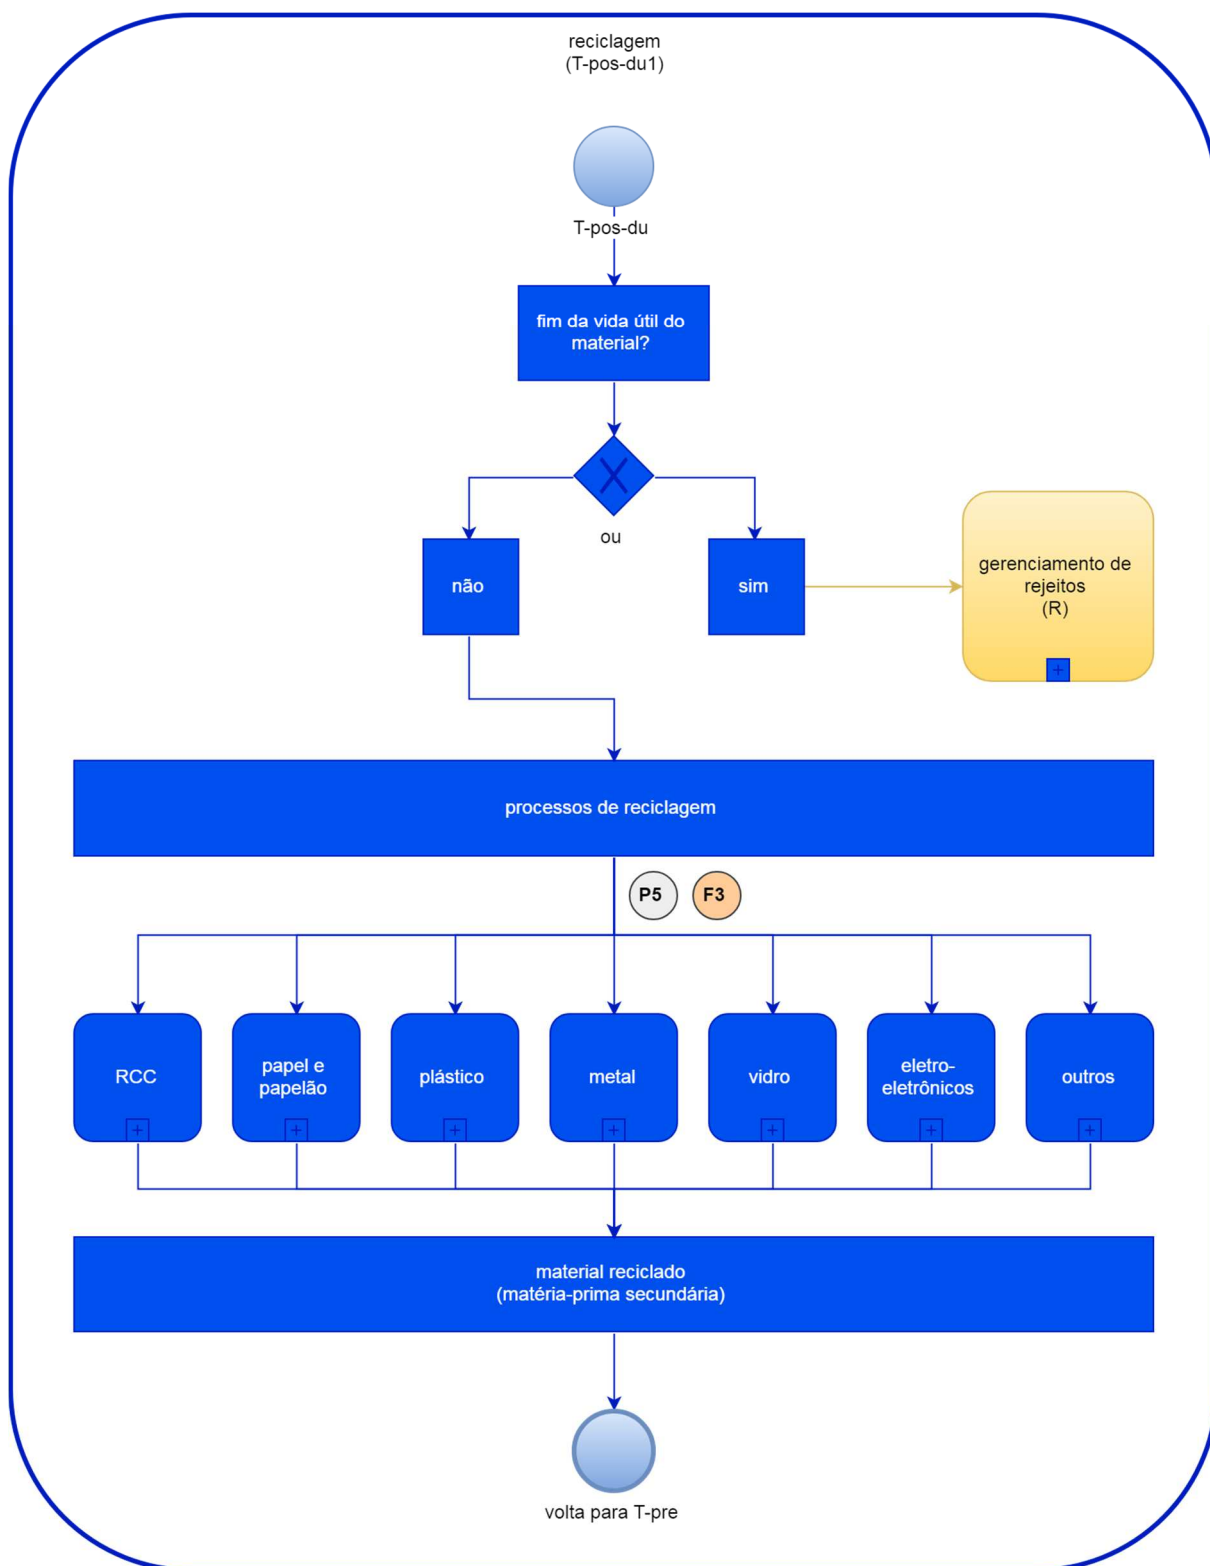 reciclagem
(T-pos-du1)
T-pos-du
fim da vida útil do
material?
ou
não
sim
gerenciamento de
rejeitos
(R)
processos de reciclagem
P5
F3
RCC
papel e
papelão
plástico
metal
vidro
eletro-
eletrônicos
outros
material reciclado
(matéria-prima secundária)
volta para T-pre